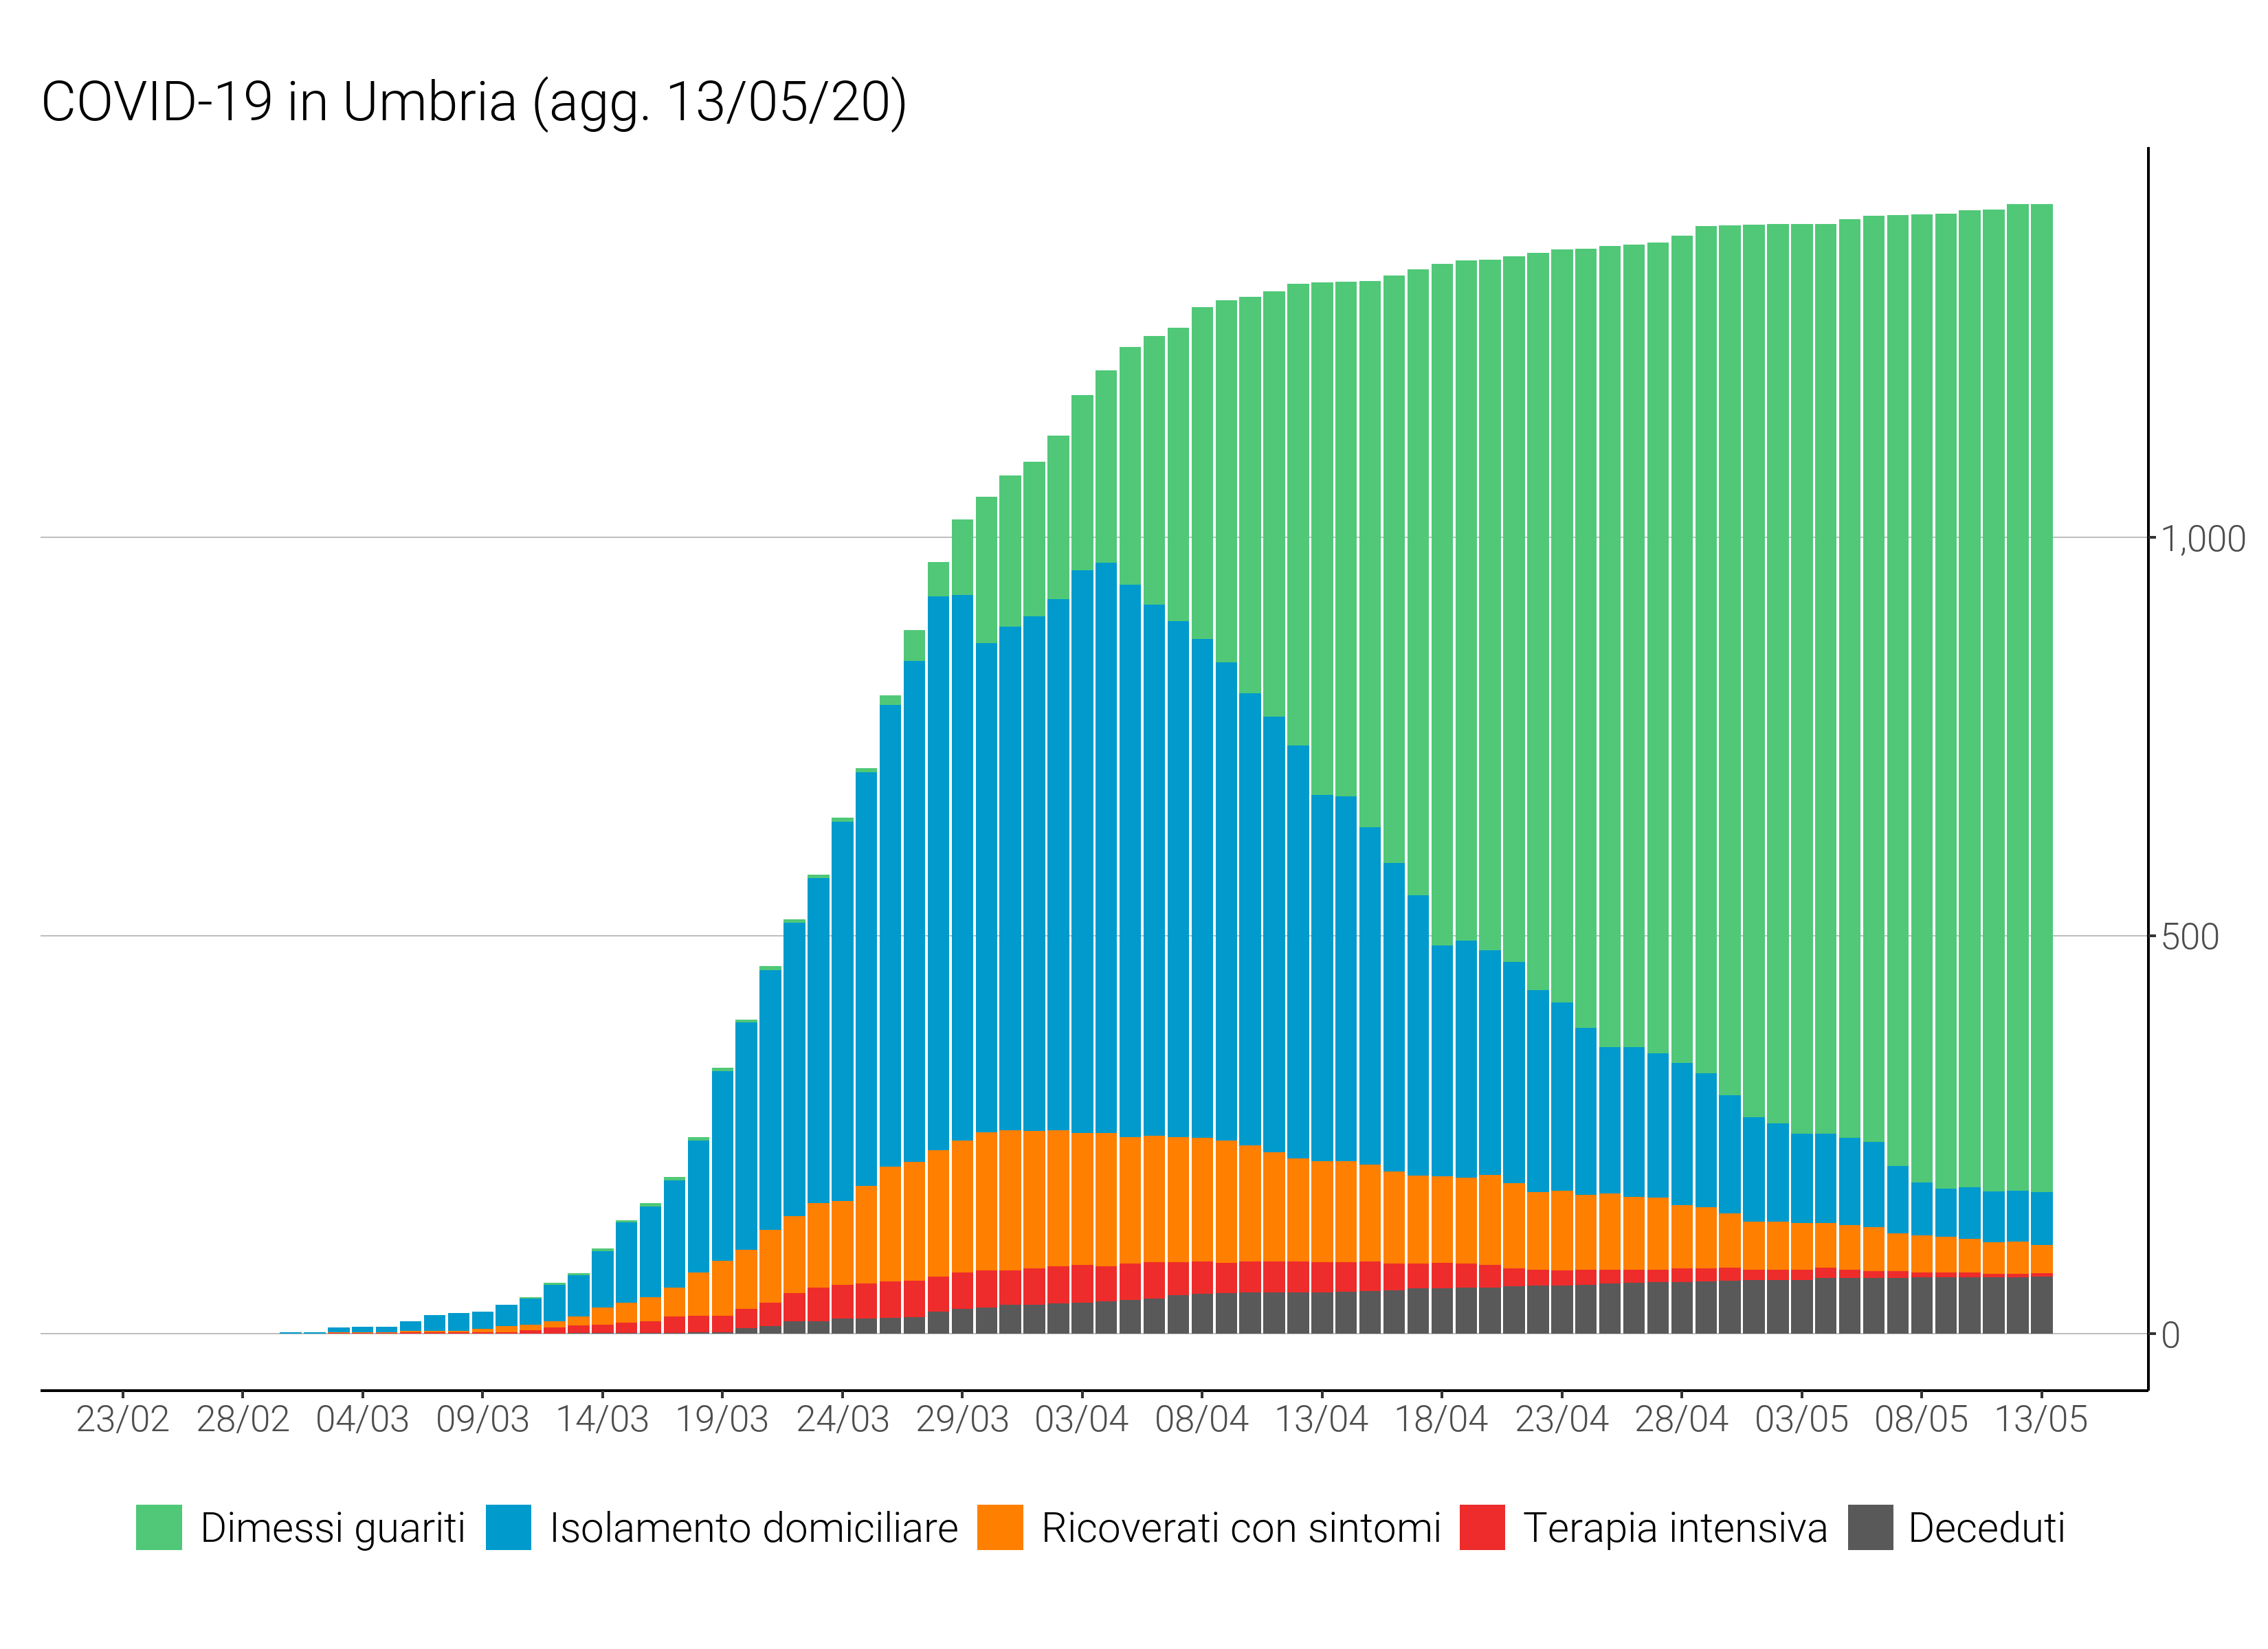 COVID-19 in Umbria (agg. 13/05/20)
1,000
500
0
23/02 28/02 04/03 09/03 14/03 19/03 24/03 29/03 03/04 08/04 13/04 18/04 23/04 28/04 03/05 08/05 13/05
Dimessi guariti Isolamento domiciliare Ricoverati con sintomi Terapia intensiva Deceduti